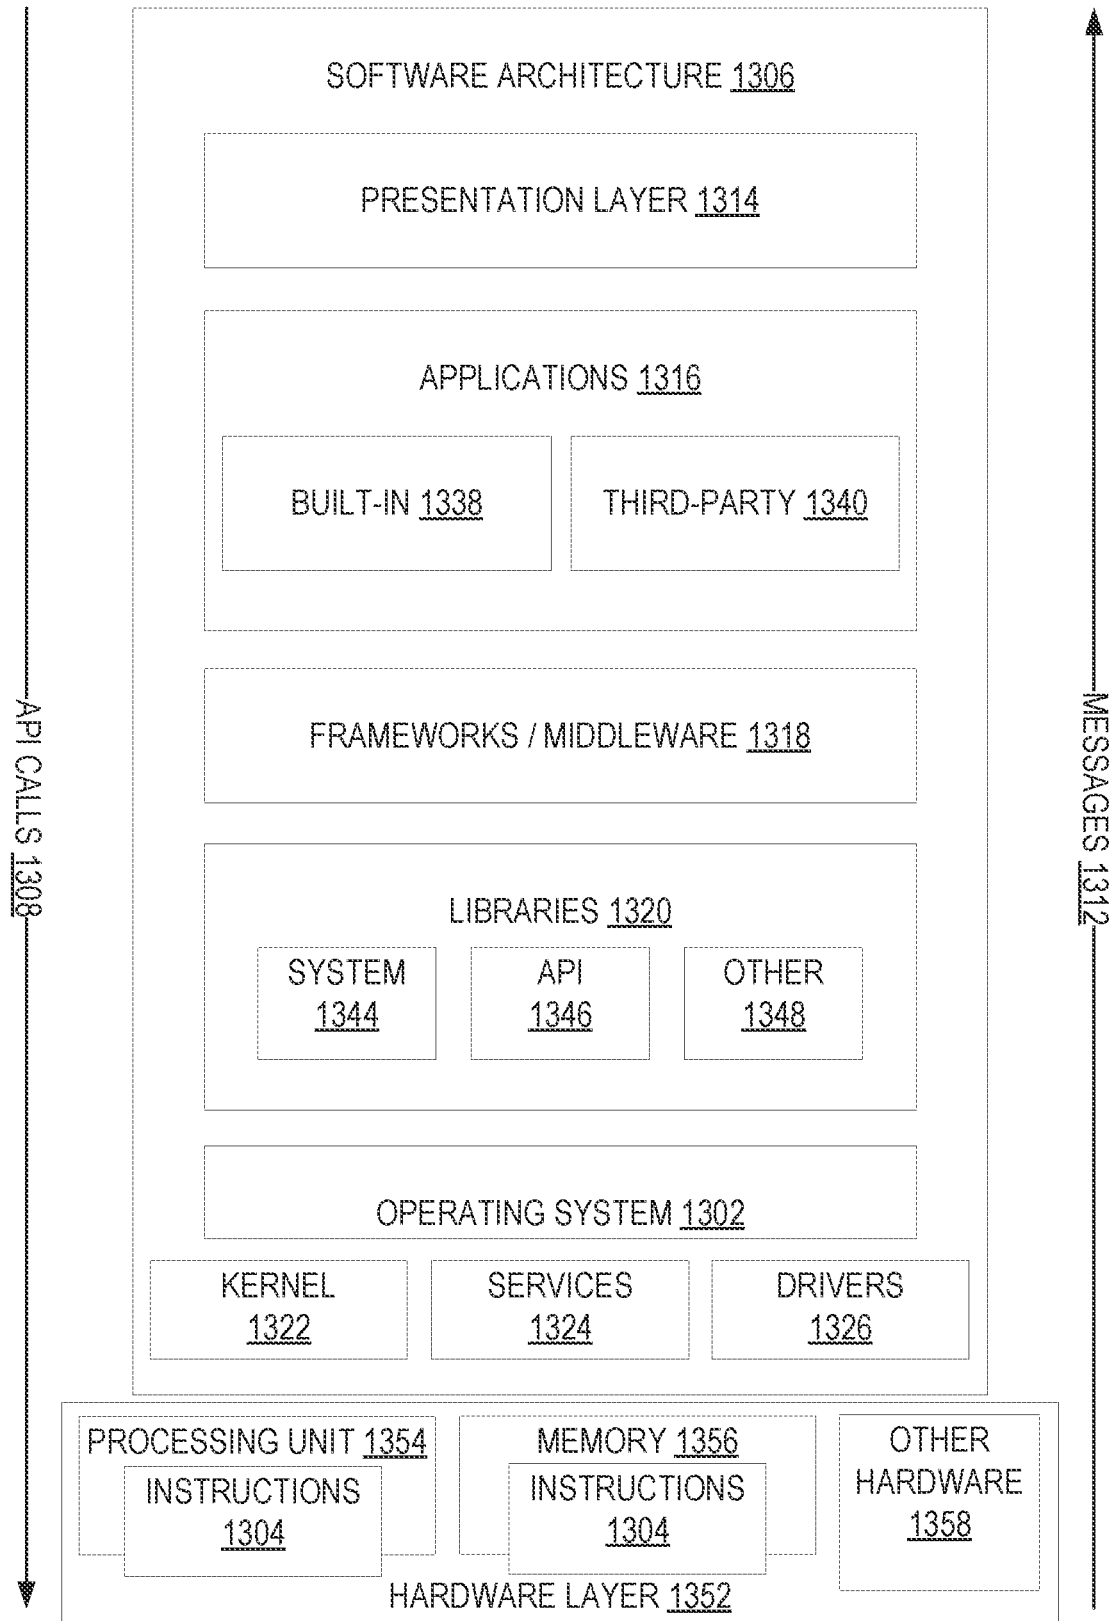 SOFTWARE ARCHITECTURE 1306
PRESENTATION LAYER 1314
APPLICATIONS 1316
BUILT-IN 1338
THIRD-PARTY 1340
FRAMEWORKS / MIDDLEWARE 1318
API CALLS 1308
MESSAGES 1312
LIBRARIES 1320
SYSTEM
1344
API
1346
OTHER
1348
OPERATING SYSTEM 1302
KERNEL
1322
SERVICES
1324
DRIVERS
1326
PROCESSING UNIT 1354
INSTRUCTIONS
1304
MEMORY 1356
INSTRUCTIONS
1304
OTHER
HARDWARE
1358
HARDWARE LAYER 1352